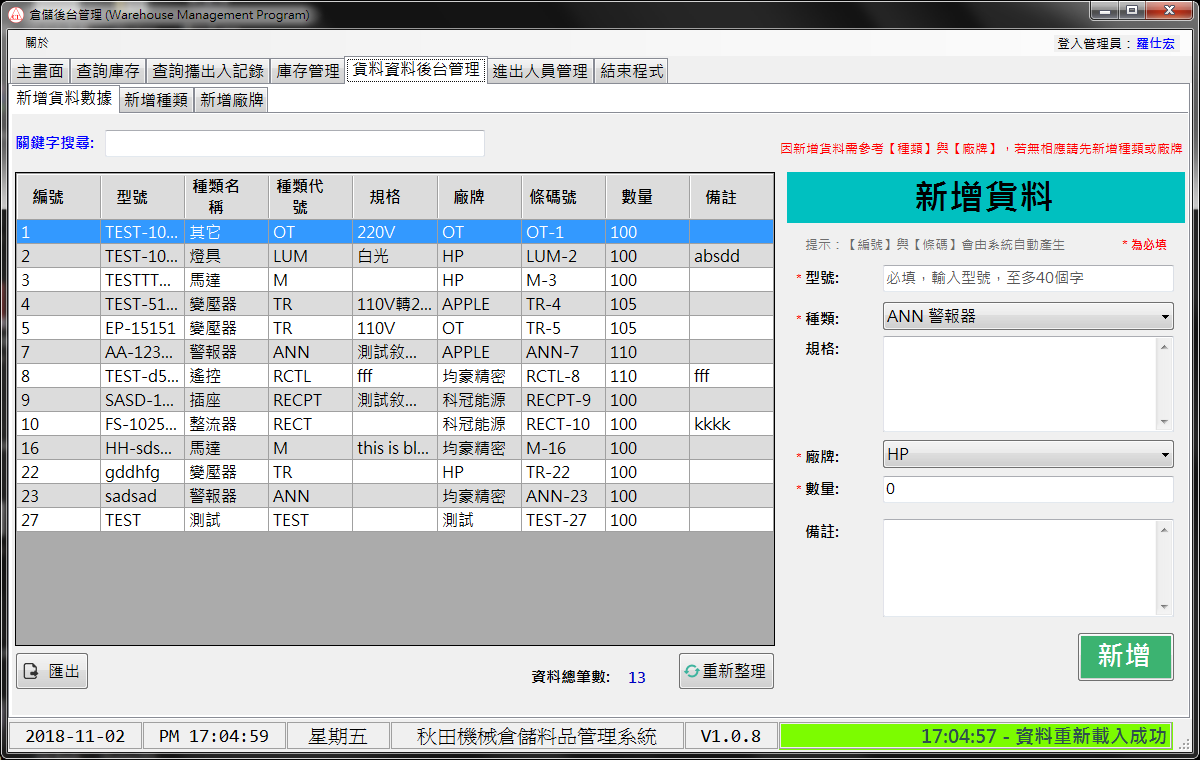 倉儲後台管理 (Warehouse Management Program)
關於
登入管理員：羅仕宏
主畫面 查詢庫存 查詢攜出入記錄 庫存管理 貨料資料後台管理 進出人員管理 結束程式
新增貨料數據 新增種類 新增廠牌
關鍵字搜尋:
因新增貨料需參考【種類】與【廠牌】，若無相應請先新增種類或廠牌
編號 型號 種類名稱 種類代號 規格 廠牌 條碼號 數量 備註
1 TEST-10... 其它 OT 220V OT OT-1 100
2 TEST-10... 燈具 LUM 白光 HP LUM-2 100 absdd
3 TESTTT... 馬達 M HP M-3 100
4 TEST-51... 變壓器 TR 110V轉2... APPLE TR-4 105
5 EP-15151 變壓器 TR 110V OT TR-5 105
7 AA-123... 警報器 ANN 測試敘... APPLE ANN-7 110
8 TEST-d5... 遙控 RCTL fff 均豪精密 RCTL-8 110 fff
9 SASD-1... 插座 RECPT 測試敘... 科冠能源 RECPT-9 100
10 FS-1025... 整流器 RECT 科冠能源 RECT-10 100 kkkk
16 HH-sds... 馬達 M this is bl... 均豪精密 M-16 100
22 gddhfg 變壓器 TR HP TR-22 100
23 sadsad 警報器 ANN 均豪精密 ANN-23 100
27 TEST 測試 TEST 測試 TEST-27 100
新增貨料
提示：【編號】與【條碼】會由系統自動產生 * 為必填
* 型號: 必填，輸入型號，至多40個字
* 種類: ANN 警報器
規格:
* 廠牌: HP
* 數量: 0
備註:
新增
匯出
資料總筆數: 13
重新整理
2018-11-02 PM 17:04:59 星期五 秋田機械倉儲料品管理系統 V1.0.8 17:04:57 - 資料重新載入成功